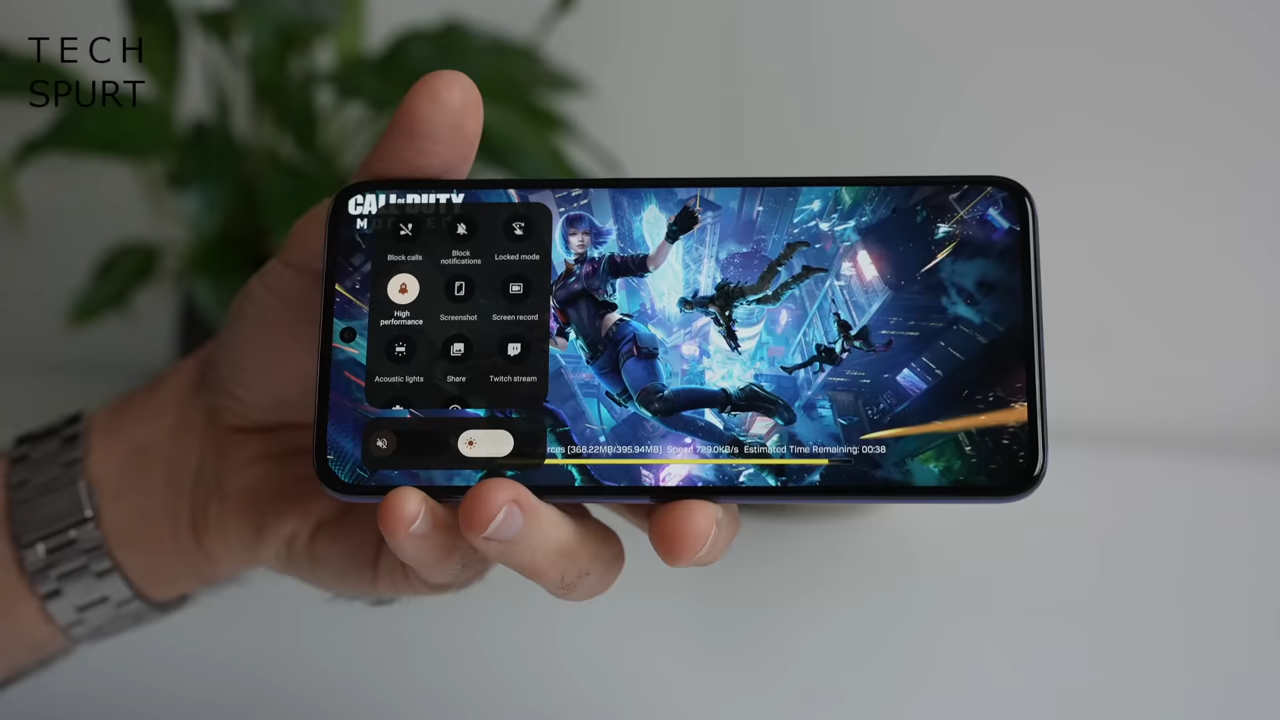 TECH
SPURT
CALL OF DUTY
Block calls
Block
notifications
Locked mode
High
performance
Screenshot
Screen record
Acoustic lights
Share
Twitch stream
rces [368.22MB/395.94MB] Speed 729.0KB/s Estimated Time Remaining: 00:38